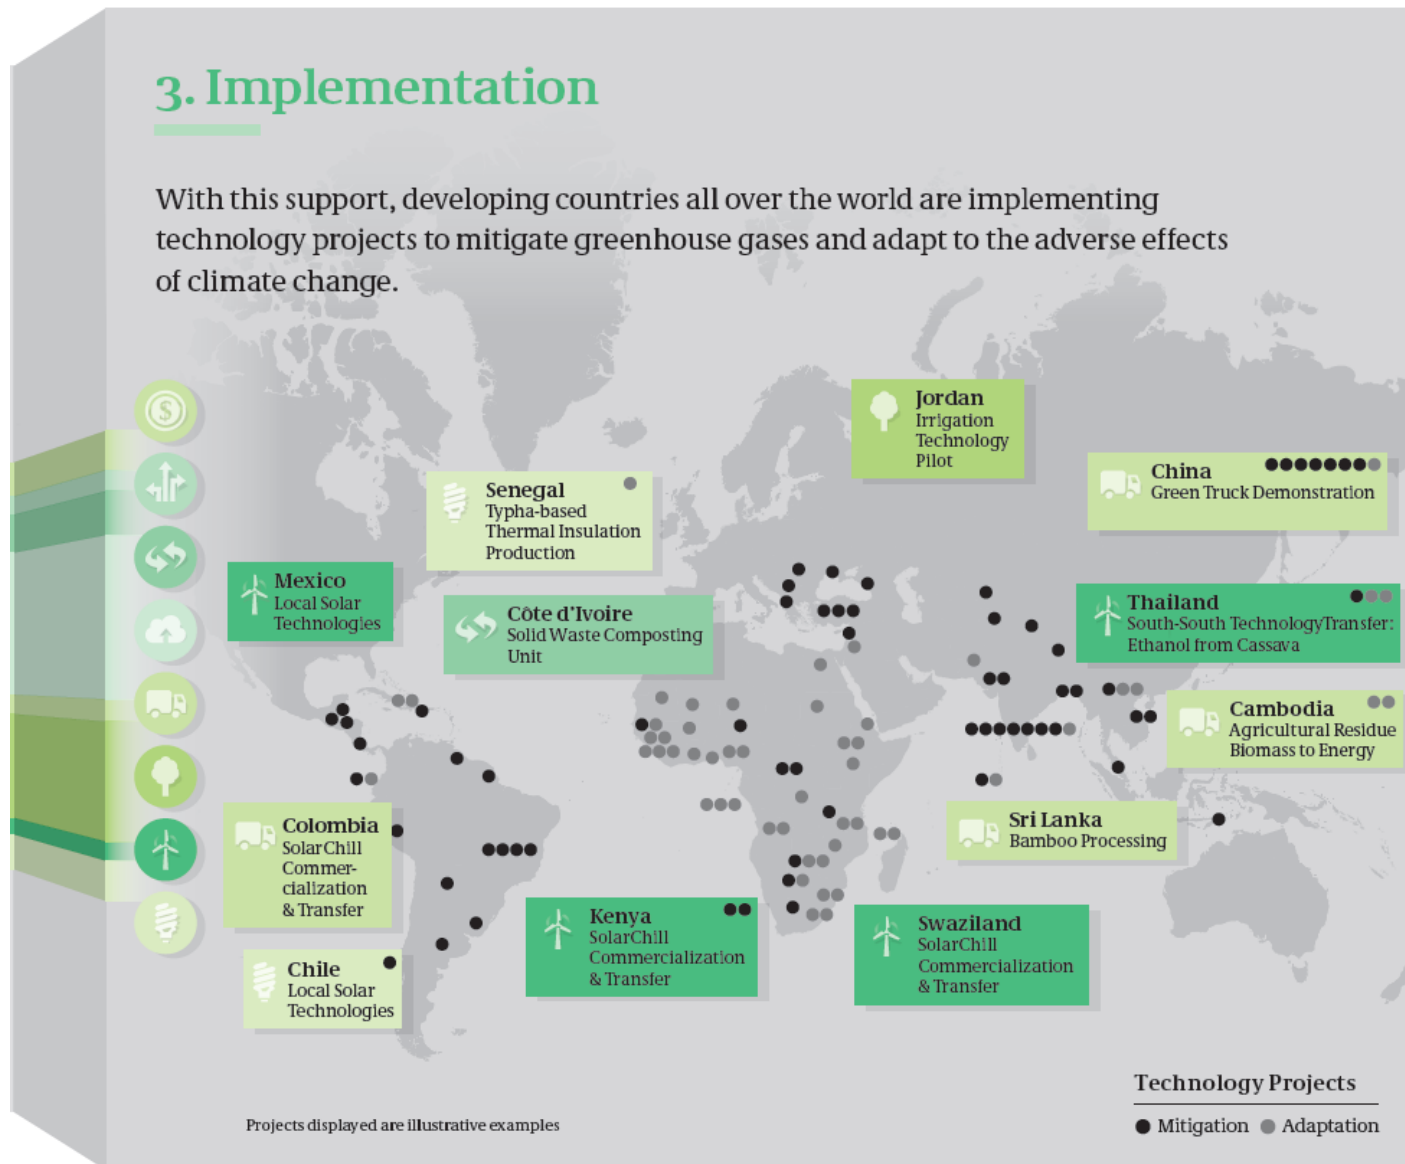 3. Implementation
With this support, developing countries all over the world are implementing
technology projects to mitigate greenhouse gases and adapt to the adverse effects
of climate change.
$
Jordan
Irrigation
Technology
Pilot
China
Green Truck Demonstration
Senegal
Typha-based
Thermal Insulation
Production
Mexico
Local Solar
Technologies
Côte d'Ivoire
Solid Waste Composting
Unit
Thailand
South-South TechnologyTransfer:
Ethanol from Cassava
Cambodia
Agricultural Residue
Biomass to Energy
Colombia
SolarChill
Commer-
cialization
& Transfer
Sri Lanka
Bamboo Processing
Kenya
SolarChill
Commercialization
& Transfer
Swaziland
SolarChill
Commercialization
& Transfer
Chile
Local Solar
Technologies
Technology Projects
Mitigation Adaptation
Projects displayed are illustrative examples